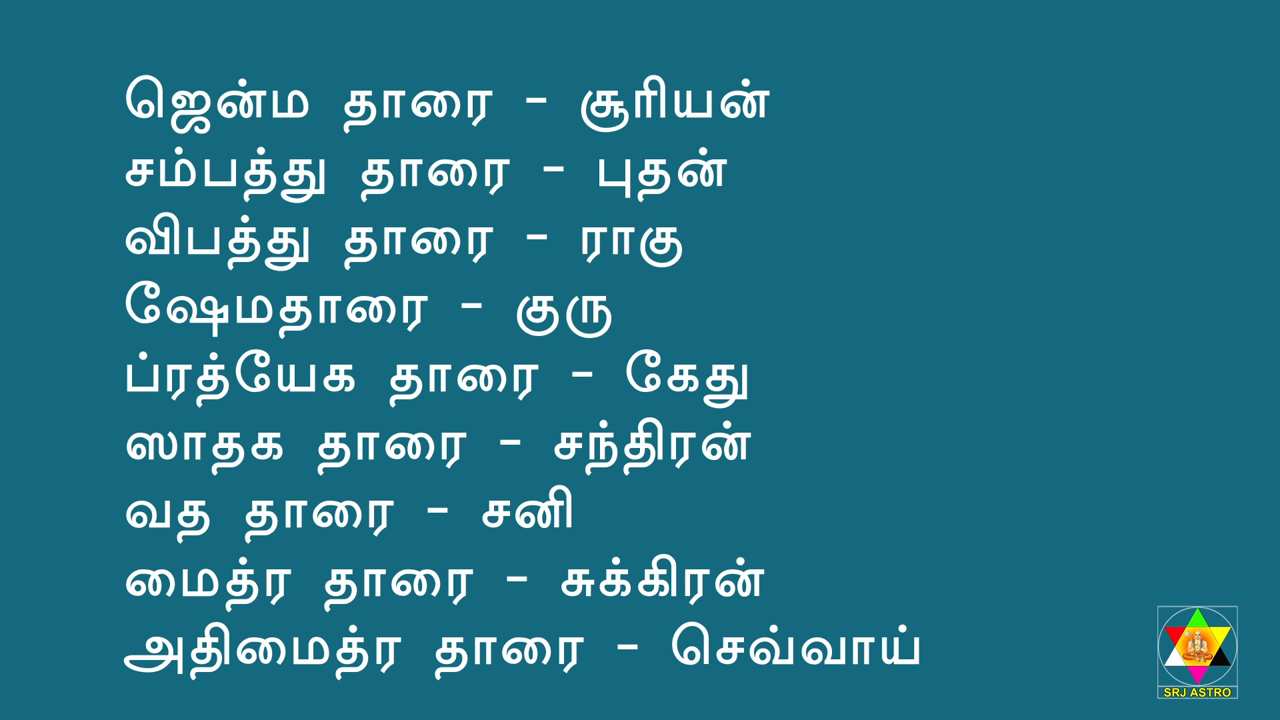 ஜென்ம தாரை - சூரியன்
சம்பத்து தாரை - புதன்
விபத்து தாரை - ராகு
ஷேமதாரை - குரு
ப்ரத்யேக தாரை - கேது
ஸாதக தாரை - சந்திரன்
வத தாரை - சனி
மைத்ர தாரை - சுக்கிரன்
அதிமைத்ர தாரை - செவ்வாய்
SRJ ASTRO